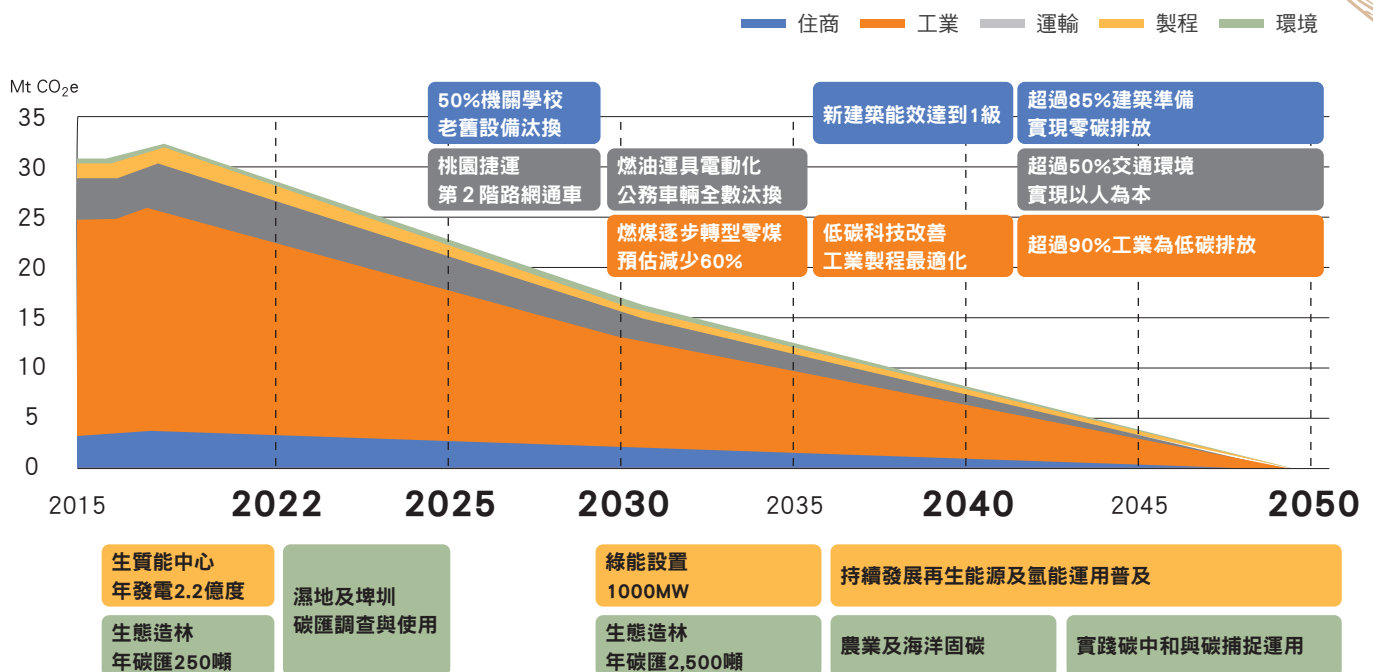 住商 工業 運輸 製程 環境
Mt CO₂e
35
30
25
20
15
10
5
0
50%機關學校
老舊設備汰換
新建築能效達到1級
超過85%建築準備
實現零碳排放
桃園捷運
第2階路網通車
燃油運具電動化
公務車輛全數汰換
超過50%交通環境
實現以人為本
燃煤逐步轉型零煤
預估減少60%
低碳科技改善
工業製程最適化
超過90%工業為低碳排放
2015 2022 2025 2030 2035 2040 2045 2050
生質能中心
年發電2.2億度
濕地及埤圳
碳匯調查與使用
綠能設置
1000MW
持續發展再生能源及氫能運用普及
生態造林
年碳匯250噸
生態造林
年碳匯2,500噸
農業及海洋固碳
實踐碳中和與碳捕捉運用